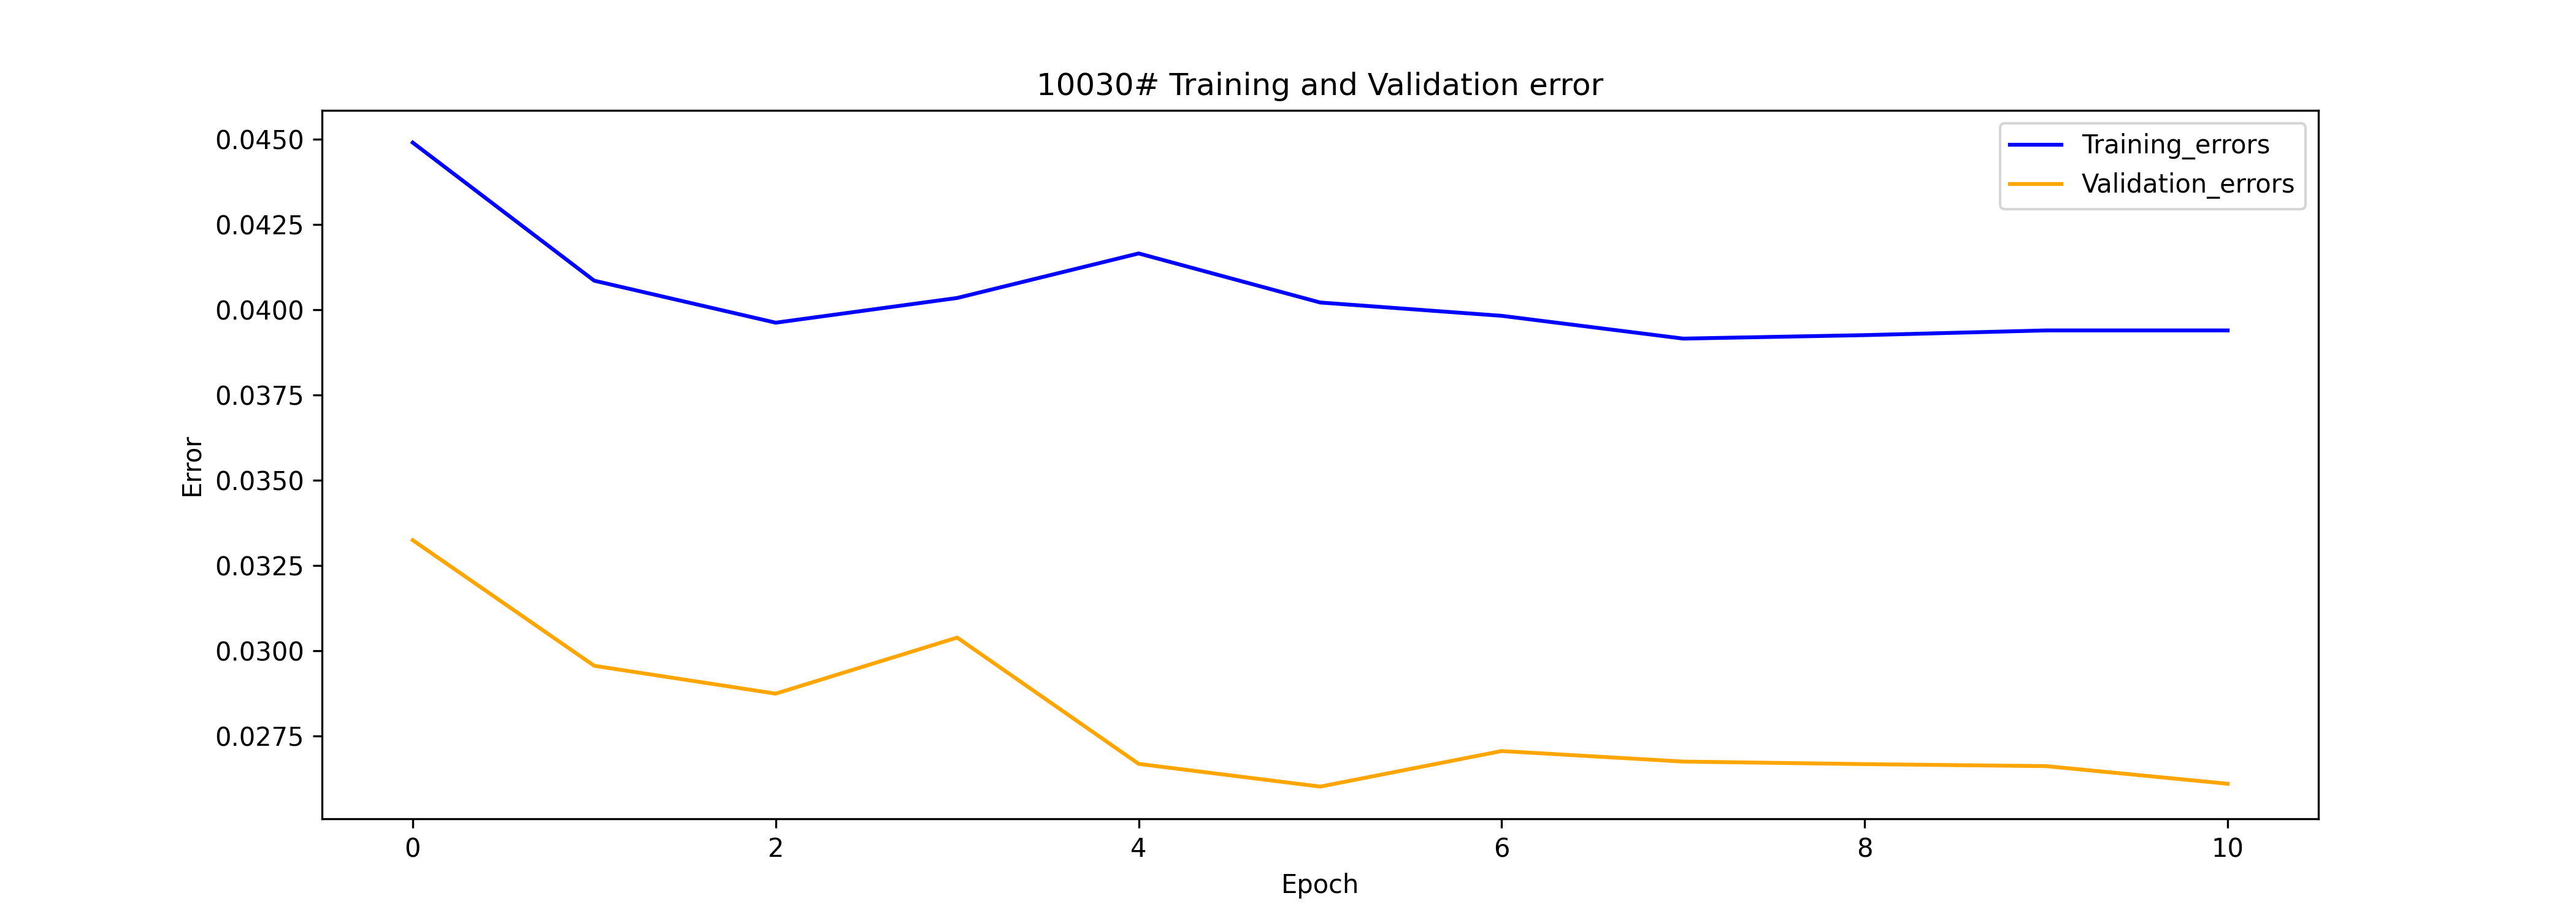 10030# Training and Validation error
Training_errors
Validation_errors
Error
0.0450
0.0425
0.0400
0.0375
0.0350
0.0325
0.0300
0.0275
0 2 4 6 8 10
Epoch